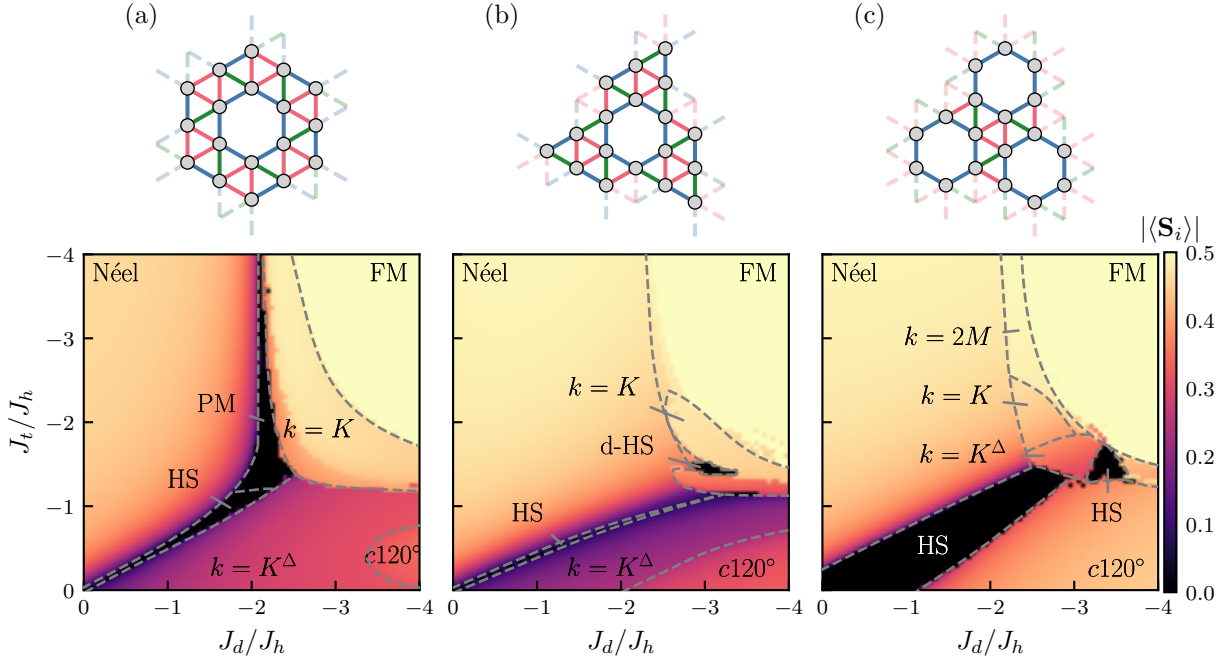 (a)
(b)
(c)
|⟨S_i⟩|
Néel
FM
PM
k = K
HS
k = K^Δ
c120°
−4
−3
−2
−1
0
J_t/J_h
0
−1
−2
−3
−4
J_d/J_h
Néel
FM
k = K
d-HS
HS
k = K^Δ
c120°
0
−1
−2
−3
−4
J_d/J_h
Néel
FM
k = 2M
k = K
k = K^Δ
HS
HS
c120°
0
−1
−2
−3
−4
J_d/J_h
0.5
0.4
0.3
0.2
0.1
0.0